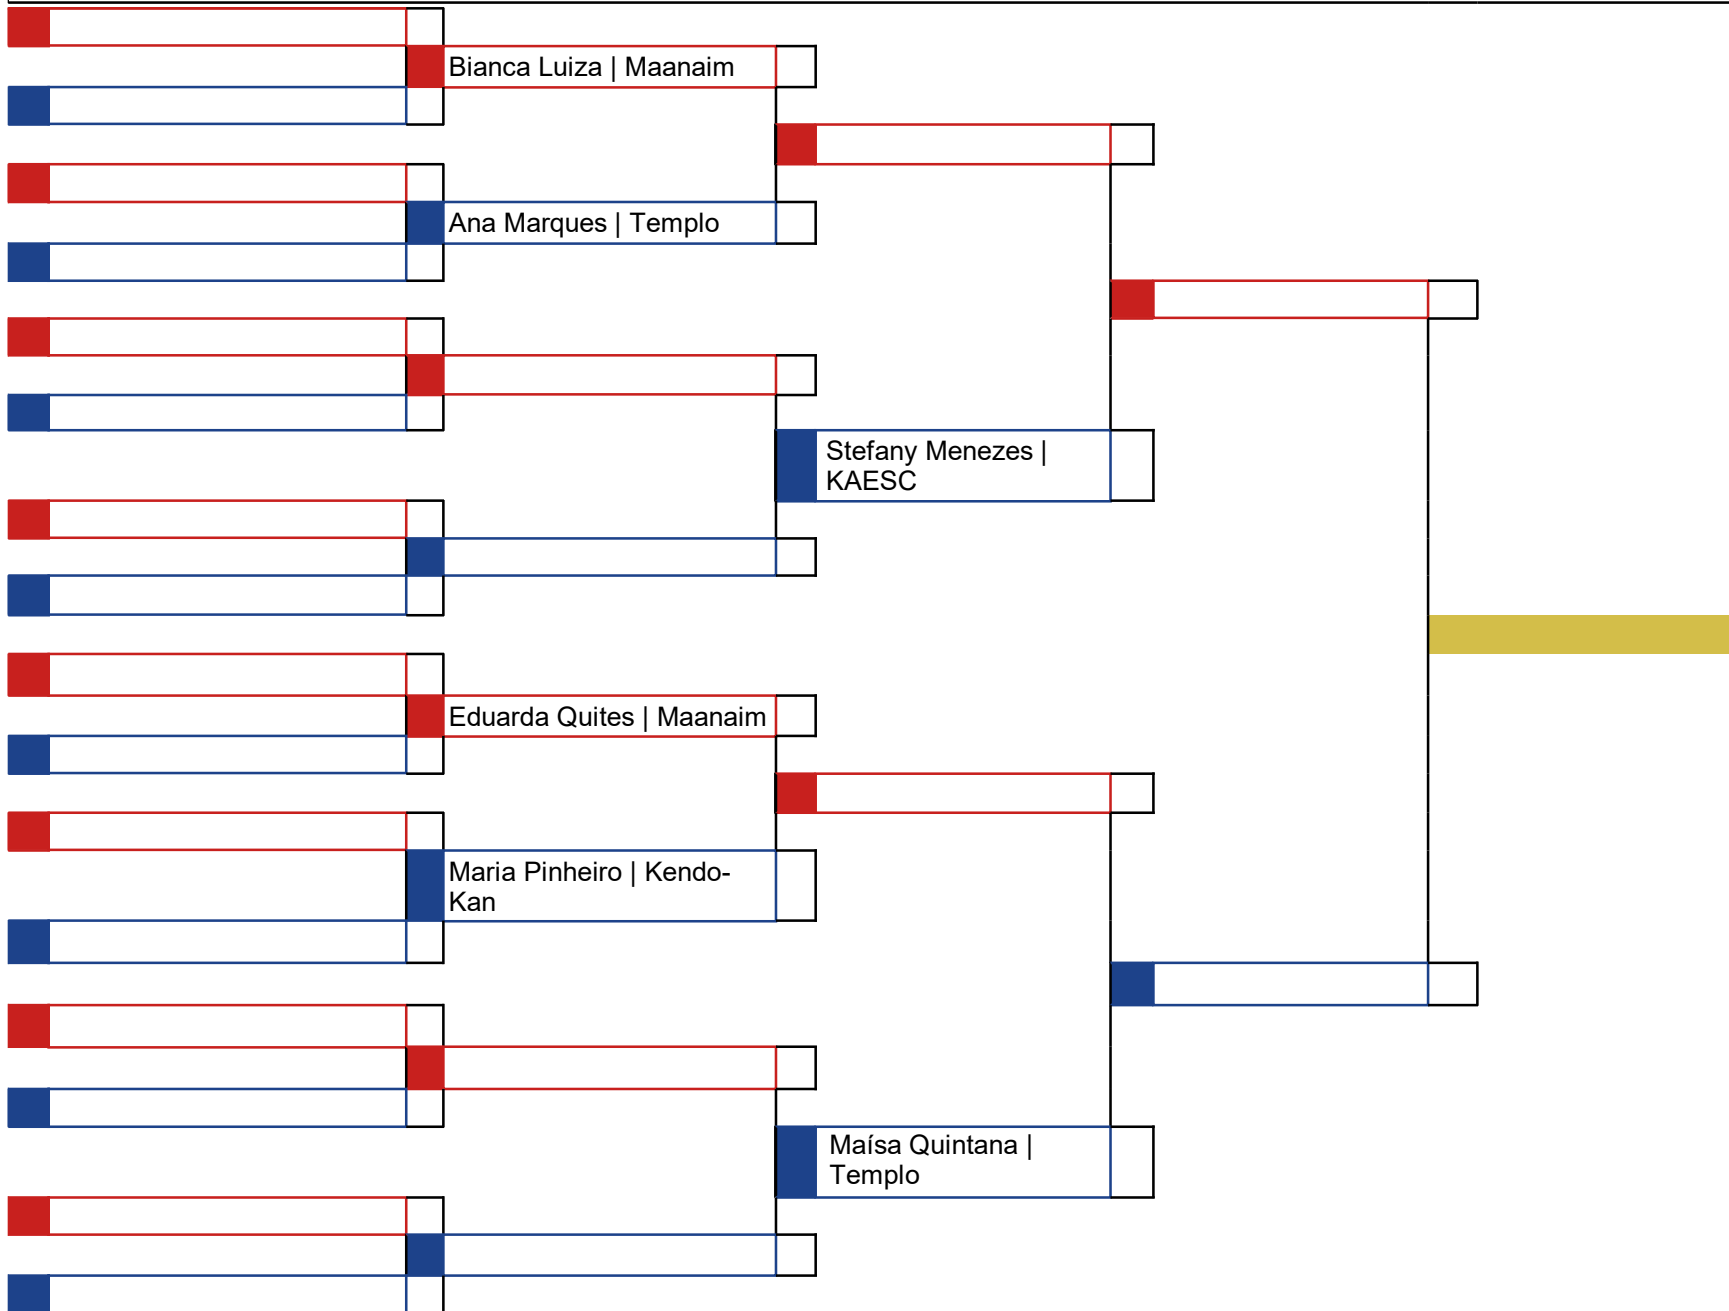 Bianca Luiza | Maanaim
Ana Marques | Templo
Stefany Menezes |
KAESC
Eduarda Quites | Maanaim
Maria Pinheiro | Kendo-
Kan
Maísa Quintana |
Templo